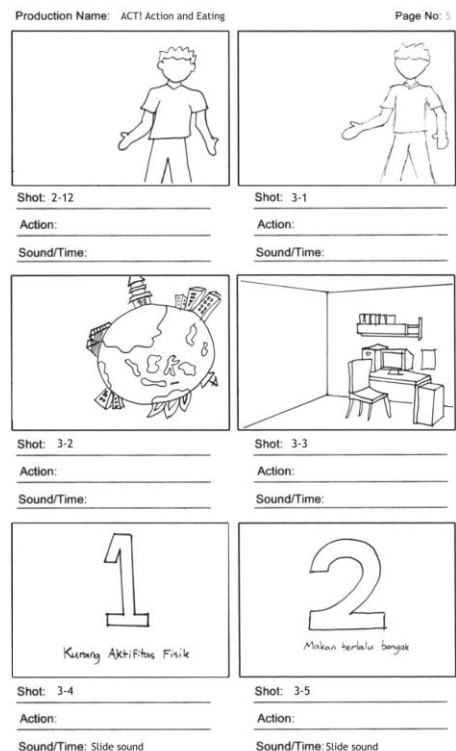 Production Name: ACT! Action and Eating
Page No: 5
Shot: 2-12
Action:
Sound/Time:
Shot: 3-1
Action:
Sound/Time:
Shot: 3-2
Action:
Sound/Time:
Shot: 3-3
Action:
Sound/Time:
1
Kurang Aktifitas Fisik
Shot: 3-4
Action:
Sound/Time: Slide sound
2
Makan terlalu banyak
Shot: 3-5
Action:
Sound/Time: Slide sound